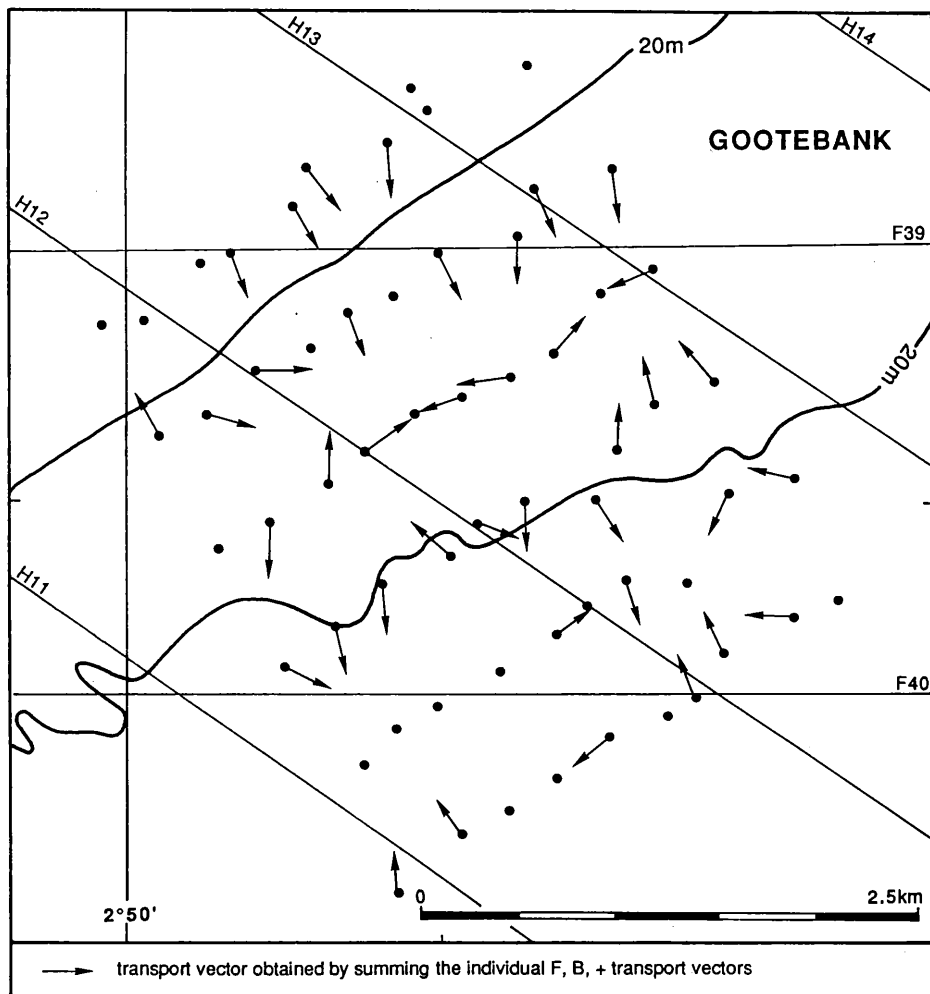 H13
H14
20m
GOOTEBANK
H12
F39
20m
H11
F40
0 2.5km
2°50'
transport vector obtained by summing the individual F, B, + transport vectors